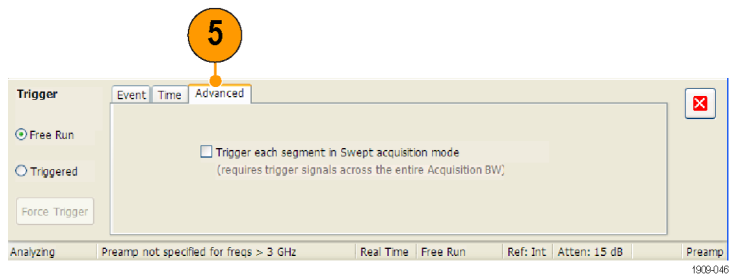 5
Trigger
Event Time Advanced
Free Run
Trigger each segment in Swept acquisition mode
Triggered
(requires trigger signals across the entire Acquisition BW)
Force Trigger
Analyzing Preamp not specified for freqs > 3 GHz Real Time Free Run Ref: Int Atten: 15 dB Preamp
1909-046